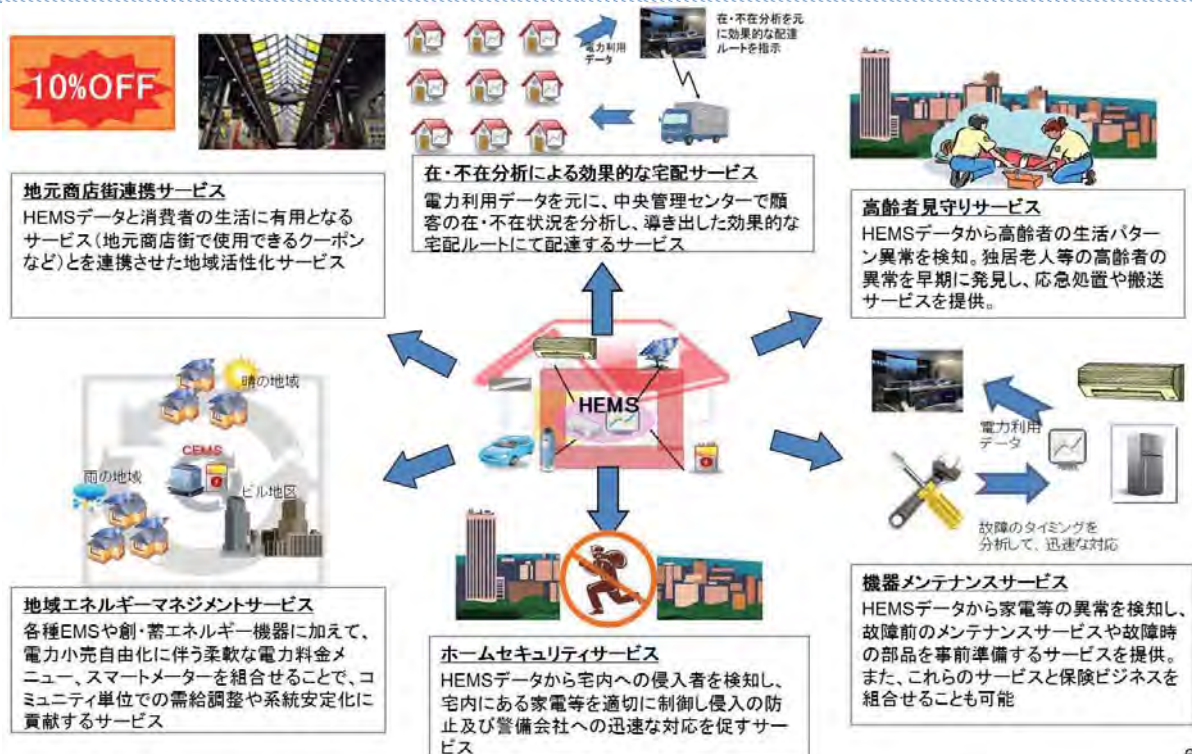 10%OFF
地元商店街連携サービス
HEMSデータと消費者の生活に有用となる
サービス(地元商店街で使用できるクーポン
など)とを連携させた地域活性化サービス
電力利用
データ
在・不在分析を元
に効果的な配達
ルートを指示
在・不在分析による効果的な宅配サービス
電力利用データを元に、中央管理センターで顧
客の在・不在状況を分析し、導き出した効果的な
宅配ルートにて配達するサービス
高齢者見守りサービス
HEMSデータから高齢者の生活パター
ン異常を検知。独居老人等の高齢者の
異常を早期に発見し、応急処置や搬送
サービスを提供。
HEMS
晴の地域
CEMS
雨の地域
ビル地区
地域エネルギーマネジメントサービス
各種EMSや創・蓄エネルギー機器に加えて、
電力小売自由化に伴う柔軟な電力料金メ
ニュー、スマートメーターを組合せることで、コ
ミュニティ単位での需給調整や系統安定化に
貢献するサービス
ホームセキュリティサービス
HEMSデータから宅内への侵入者を検知し、
宅内にある家電等を適切に制御し侵入の防
止及び警備会社への迅速な対応を促すサー
ビス
電力利用
データ
故障のタイミングを
分析して、迅速な対応
機器メンテナンスサービス
HEMSデータから家電等の異常を検知し、
故障前のメンテナンスサービスや故障時
の部品を事前準備するサービスを提供。
また、これらのサービスと保険ビジネスを
組合せることも可能